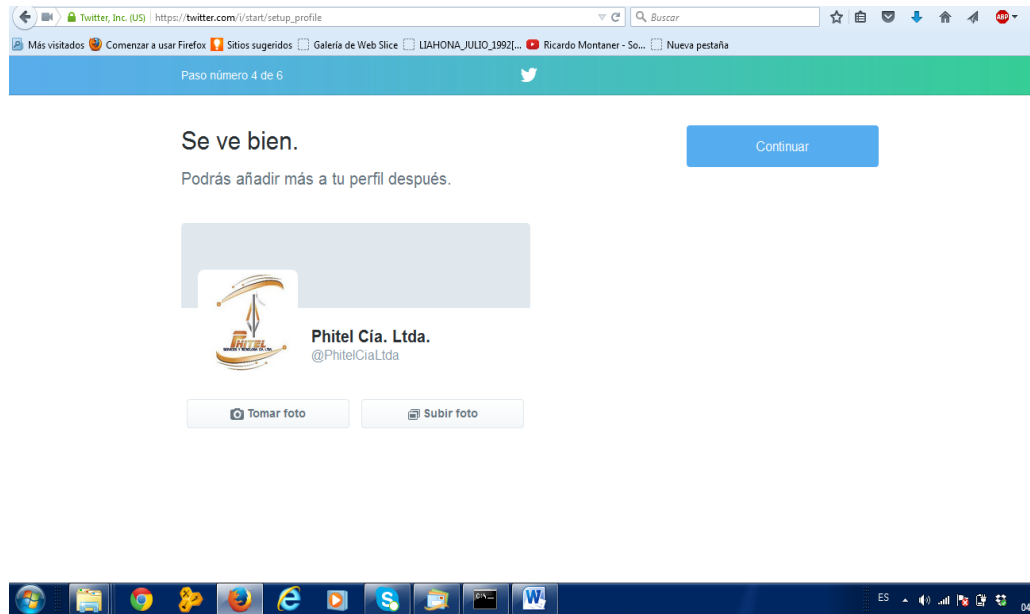 Twitter, Inc. (US) https://twitter.com/i/start/setup_profile Buscar ABP
Más visitados Comenzar a usar Firefox Sitios sugeridos Galería de Web Slice LIAHONA_JULIO_1992[... Ricardo Montaner - So... Nueva pestaña
Paso número 4 de 6
Se ve bien.
Continuar
Podrás añadir más a tu perfil después.
PHITEL
Phitel Cía. Ltda.
@PhitelCiaLtda
Tomar foto Subir foto
ES